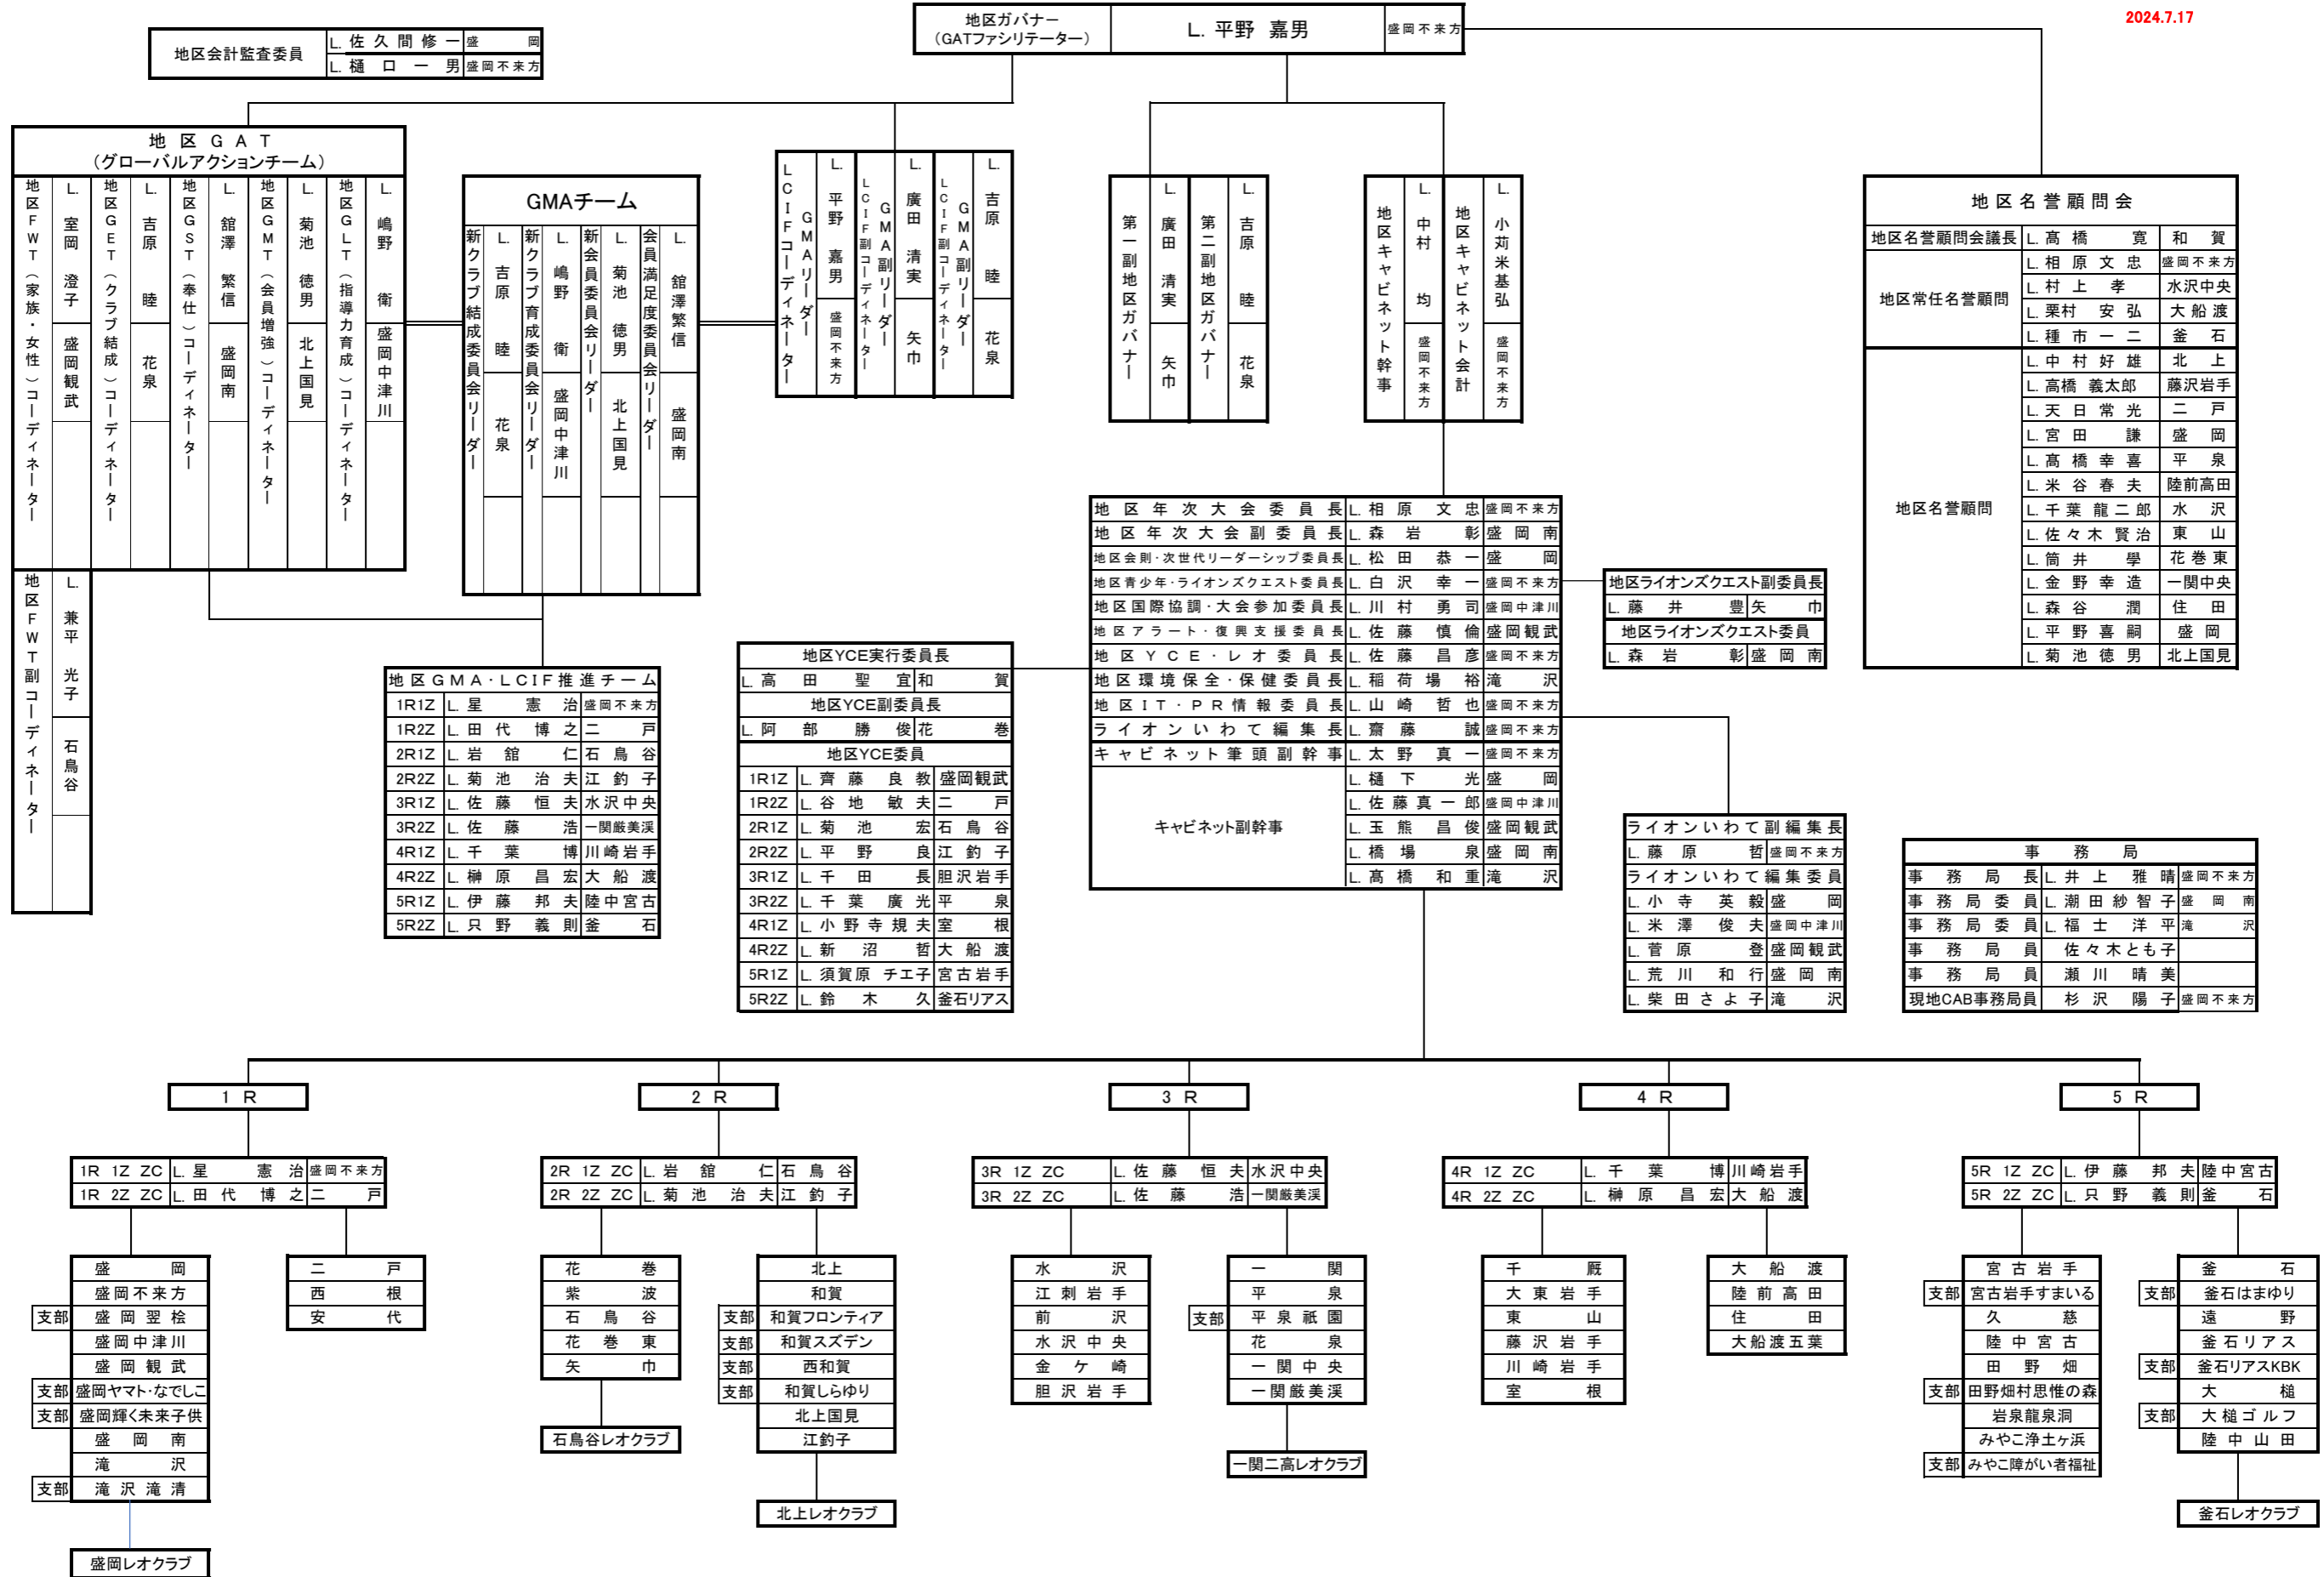 2024.7.17
地区ガバナー
（GATファシリテーター）
L. 平野 嘉男
盛岡不来方
地区会計監査委員
L. 佐久間修一 盛岡
L. 樋口一男 盛岡不来方
地区GAT
（グローバルアクションチーム）
地区FWT（家族・女性）コーディネーター
L. 室岡 澄子
盛岡観武
地区GET（クラブ結成）コーディネーター
L. 吉原 睦
花泉
地区GST（奉仕）コーディネーター
L. 舘澤 繁信
盛岡南
地区GMT（会員増強）コーディネーター
L. 菊池 徳男
北上国見
地区GLT（指導力育成）コーディネーター
L. 嶋野 衛
盛岡中津川
地区FWT副コーディネーター
L. 兼平 光子
石鳥谷
GMAチーム
新クラブ結成委員会リーダー
L. 吉原 睦
花泉
新クラブ育成委員会リーダー
L. 嶋野 衛
盛岡中津川
新会員委員会リーダー
L. 菊池 徳男
北上国見
会員満足度委員会リーダー
L. 舘澤繁信
盛岡南
LCIFコーディネーター
GMAリーダー
L. 平野 嘉男
盛岡不来方
LCIF副コーディネーター
GMA副リーダー
L. 廣田 清実
矢巾
LCIF副コーディネーター
GMA副リーダー
L. 吉原 睦
花泉
第一副地区ガバナー
L. 廣田 清実
矢巾
第二副地区ガバナー
L. 吉原 睦
花泉
地区キャビネット幹事
L. 中村 均
盛岡不来方
地区キャビネット会計
L. 小苅米基弘
盛岡不来方
地区名誉顧問会
地区名誉顧問会議長 L. 髙橋 寛 和賀
地区常任名誉顧問
L. 相原文忠 盛岡不来方
L. 村上 孝 水沢中央
L. 栗村 安弘 大船渡
L. 種市一二 釜石
地区名誉顧問
L. 中村好雄 北上
L. 高橋 義太郎 藤沢岩手
L. 天日常光 二戸
L. 宮田 謙 盛岡
L. 髙橋幸喜 平泉
L. 米谷春夫 陸前高田
L. 千葉龍二郎 水沢
L. 佐々木賢治 東山
L. 筒井 學 花巻東
L. 金野幸造 一関中央
L. 森谷 潤 住田
L. 平野喜嗣 盛岡
L. 菊池徳男 北上国見
地区年次大会委員長 L. 相原文忠 盛岡不来方
地区年次大会副委員長 L. 森岩 彰 盛岡南
地区会則・次世代リーダーシップ委員長 L. 松田恭一 盛岡
地区青少年・ライオンズクエスト委員長 L. 白沢幸一 盛岡不来方
地区国際協調・大会参加委員長 L. 川村勇司 盛岡中津川
地区アラート・復興支援委員長 L. 佐藤慎倫 盛岡観武
地区YCE・レオ委員長 L. 佐藤昌彦 盛岡不来方
地区環境保全・保健委員長 L. 稲荷場 裕 滝沢
地区IT・PR情報委員長 L. 山崎哲也 盛岡不来方
ライオンいわて編集長 L. 齋藤 誠 盛岡不来方
キャビネット筆頭副幹事 L. 太野真一 盛岡不来方
キャビネット副幹事
L. 樋下 光 盛岡
L. 佐藤真一郎 盛岡中津川
L. 玉熊昌俊 盛岡観武
L. 橋場 泉 盛岡南
L. 髙橋和重 滝沢
地区ライオンズクエスト副委員長
L. 藤井 豊 矢巾
地区ライオンズクエスト委員
L. 森岩 彰 盛岡南
地区GMA・LCIF推進チーム
1R1Z L. 星 憲治 盛岡不来方
1R2Z L. 田代博之 二戸
2R1Z L. 岩舘 仁 石鳥谷
2R2Z L. 菊池治夫 江釣子
3R1Z L. 佐藤恒夫 水沢中央
3R2Z L. 佐藤 浩 一関厳美渓
4R1Z L. 千葉 博 川崎岩手
4R2Z L. 榊原昌宏 大船渡
5R1Z L. 伊藤邦夫 陸中宮古
5R2Z L. 只野義則 釜石
地区YCE実行委員長
L. 高田聖宜 和賀
地区YCE副委員長
L. 阿部勝俊 花巻
地区YCE委員
1R1Z L. 齊藤良教 盛岡観武
1R2Z L. 谷地敏夫 二戸
2R1Z L. 菊池 宏 石鳥谷
2R2Z L. 平野 良 江釣子
3R1Z L. 千田 長 胆沢岩手
3R2Z L. 千葉廣光 平泉
4R1Z L. 小野寺規夫 室根
4R2Z L. 新沼 哲 大船渡
5R1Z L. 須賀原 チエ子 宮古岩手
5R2Z L. 鈴木 久 釜石リアス
ライオンいわて副編集長
L. 藤原 哲 盛岡不来方
ライオンいわて編集委員
L. 小寺英毅 盛岡
L. 米澤俊夫 盛岡中津川
L. 菅原 登 盛岡観武
L. 荒川和行 盛岡南
L. 柴田さよ子 滝沢
事務局
事務局長 L. 井上雅晴 盛岡不来方
事務局委員 L. 潮田紗智子 盛岡南
事務局委員 L. 福士洋平 滝沢
事務局員 佐々木とも子
事務局員 瀬川晴美
現地CAB事務局員 杉沢陽子 盛岡不来方
1 R
1R 1Z ZC L. 星 憲治 盛岡不来方
1R 2Z ZC L. 田代博之 二戸
盛岡
盛岡不来方
支部 盛岡翌桧
盛岡中津川
盛岡観武
支部 盛岡ヤマト・なでしこ
支部 盛岡輝く未来子供
盛岡南
滝沢
支部 滝沢滝清
盛岡レオクラブ
二戸
西根
安代
2 R
2R 1Z ZC L. 岩舘 仁 石鳥谷
2R 2Z ZC L. 菊池治夫 江釣子
花巻
紫波
石鳥谷
花巻東
矢巾
石鳥谷レオクラブ
北上
和賀
支部 和賀フロンティア
支部 和賀スズデン
支部 西和賀
支部 和賀しらゆり
北上国見
江釣子
北上レオクラブ
3 R
3R 1Z ZC L. 佐藤恒夫 水沢中央
3R 2Z ZC L. 佐藤 浩 一関厳美渓
水沢
江刺岩手
前沢
水沢中央
金ケ崎
胆沢岩手
一関
平泉
支部 平泉祇園
花泉
一関中央
一関厳美渓
一関二高レオクラブ
4 R
4R 1Z ZC L. 千葉 博 川崎岩手
4R 2Z ZC L. 榊原昌宏 大船渡
千厩
大東岩手
東山
藤沢岩手
川崎岩手
室根
大船渡
陸前高田
住田
大船渡五葉
5 R
5R 1Z ZC L. 伊藤邦夫 陸中宮古
5R 2Z ZC L. 只野義則 釜石
宮古岩手
支部 宮古岩手すまいる
久慈
陸中宮古
田野畑
支部 田野畑村思惟の森
岩泉龍泉洞
みやこ浄土ヶ浜
支部 みやこ障がい者福祉
釜石
支部 釜石はまゆり
遠野
釜石リアス
支部 釜石リアスKBK
大槌
支部 大槌ゴルフ
陸中山田
釜石レオクラブ